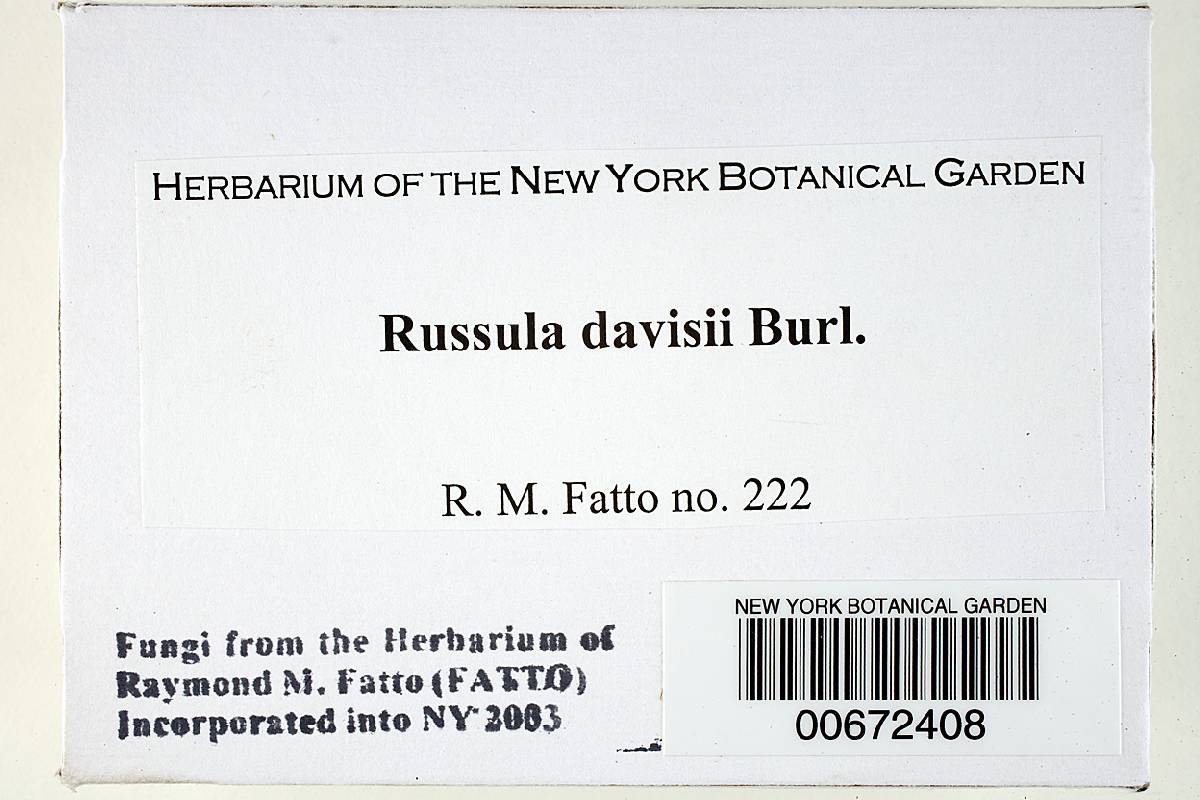 HERBARIUM OF THE NEW YORK BOTANICAL GARDEN
Russula davisii Burl.
R. M. Fatto no. 222
Fungi from the Herbarium of
Raymond M. Fatto (FATTO)
Incorporated into NY 2003
NEW YORK BOTANICAL GARDEN
00672408